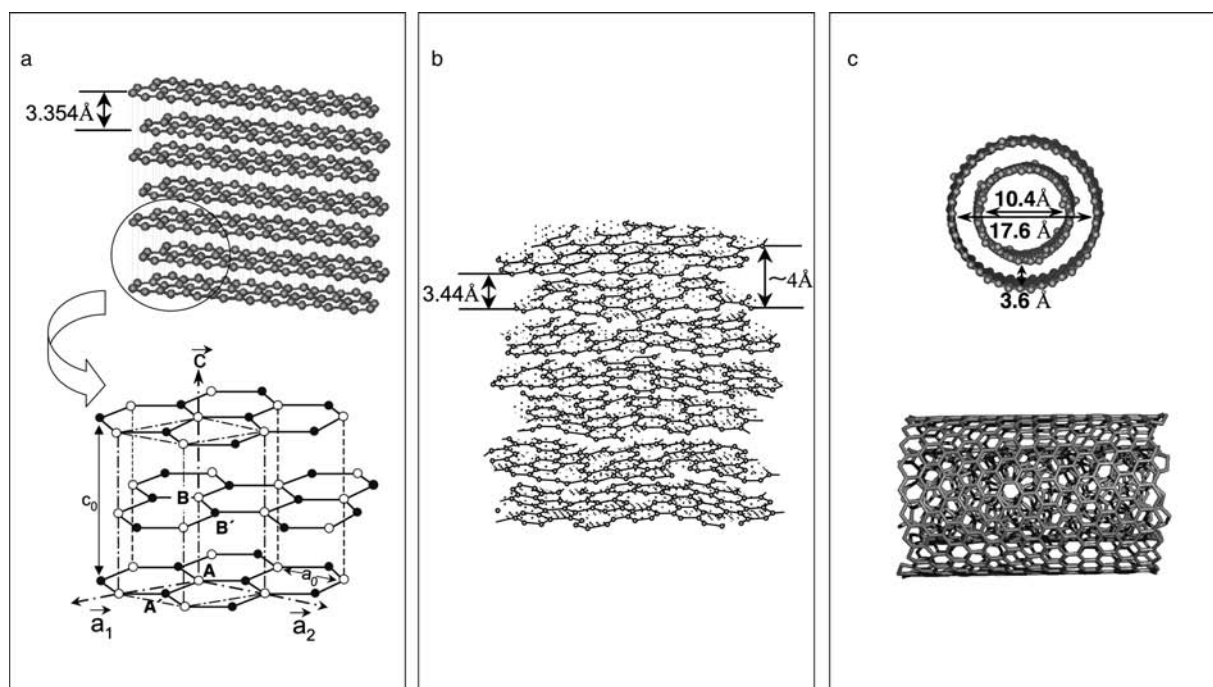 a
3.354Å
C
c₀
B
B´
A
a₀
A´
a₁
a₂
b
3.44Å
~4Å
c
10.4Å
17.6 Å
3.6 Å